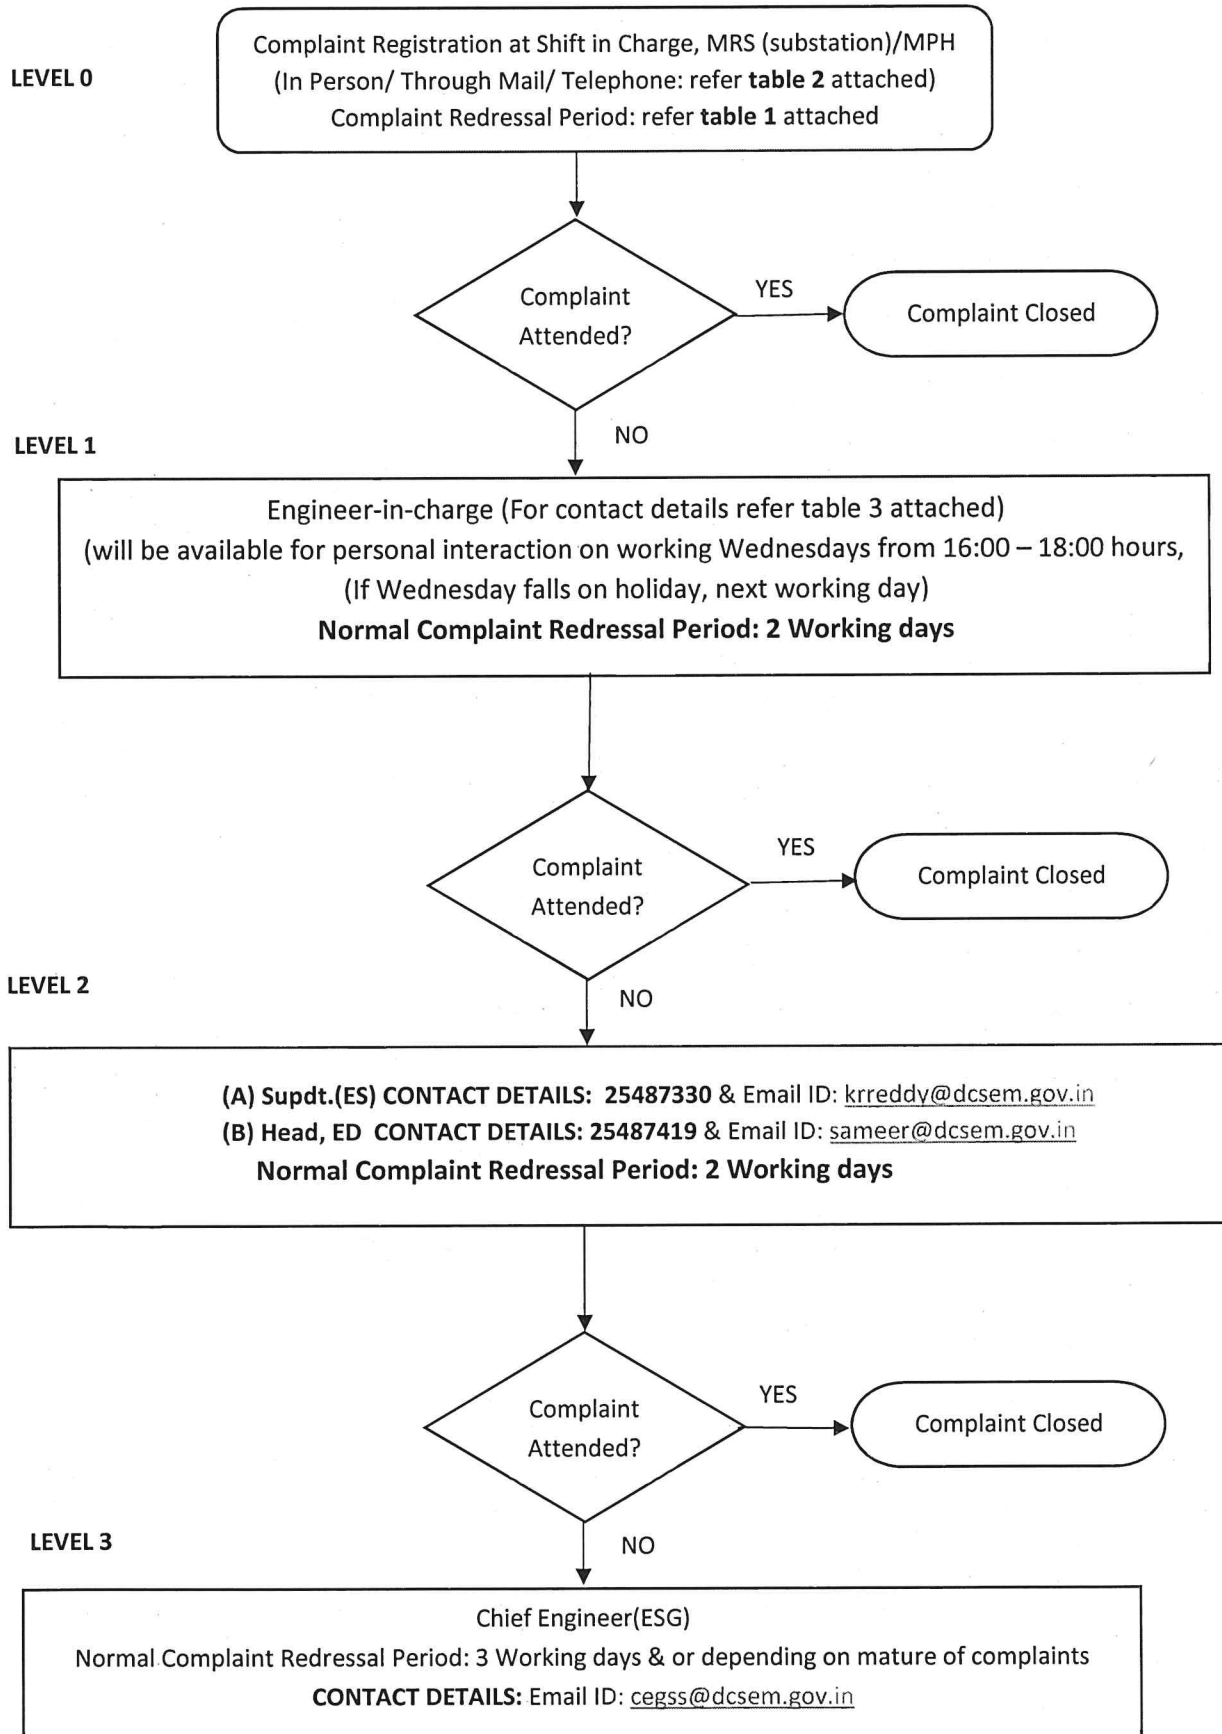 LEVEL 0
Complaint Registration at Shift in Charge, MRS (substation)/MPH
(In Person/ Through Mail/ Telephone: refer table 2 attached)
Complaint Redressal Period: refer table 1 attached
Complaint
Attended?
YES
Complaint Closed
NO
LEVEL 1
Engineer-in-charge (For contact details refer table 3 attached)
(will be available for personal interaction on working Wednesdays from 16:00 – 18:00 hours,
(If Wednesday falls on holiday, next working day)
Normal Complaint Redressal Period: 2 Working days
Complaint
Attended?
YES
Complaint Closed
NO
LEVEL 2
(A) Supdt.(ES) CONTACT DETAILS: 25487330 & Email ID: krreddy@dcsem.gov.in
(B) Head, ED CONTACT DETAILS: 25487419 & Email ID: sameer@dcsem.gov.in
Normal Complaint Redressal Period: 2 Working days
Complaint
Attended?
YES
Complaint Closed
NO
LEVEL 3
Chief Engineer(ESG)
Normal Complaint Redressal Period: 3 Working days & or depending on mature of complaints
CONTACT DETAILS: Email ID: cegss@dcsem.gov.in